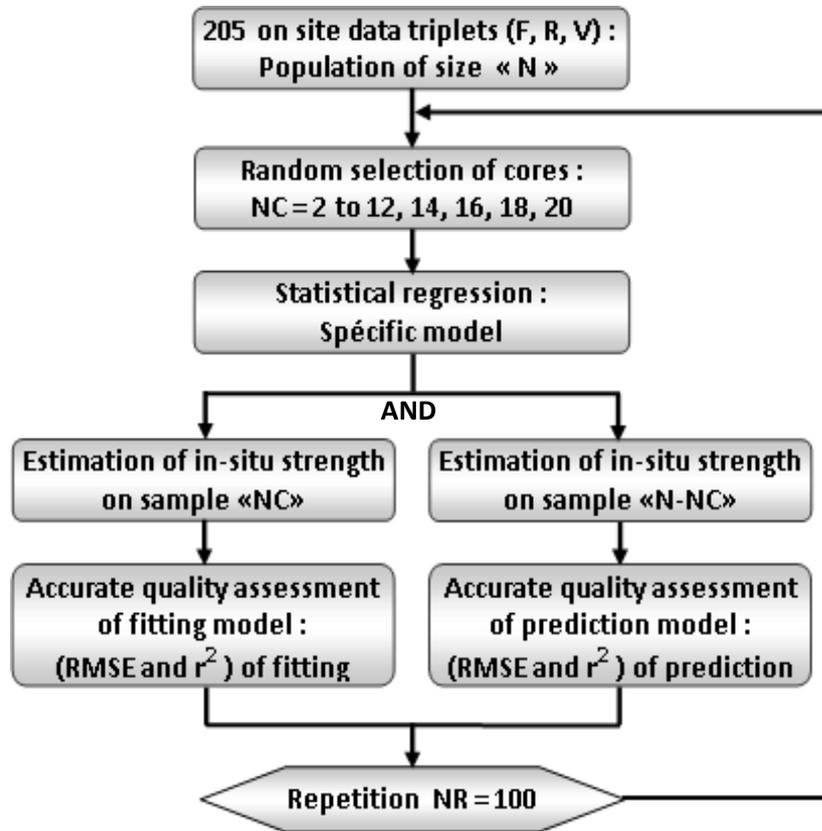 205 on site data triplets (F, R, V) :
Population of size « N »
Random selection of cores :
NC = 2 to 12, 14, 16, 18, 20
Statistical regression :
Spécific model
AND
Estimation of in-situ strength
on sample «NC»
Estimation of in-situ strength
on sample «N-NC»
Accurate quality assessment
of fitting model :
(RMSE and r² ) of fitting
Accurate quality assessment
of prediction model :
(RMSE and r² ) of prediction
Repetition NR = 100